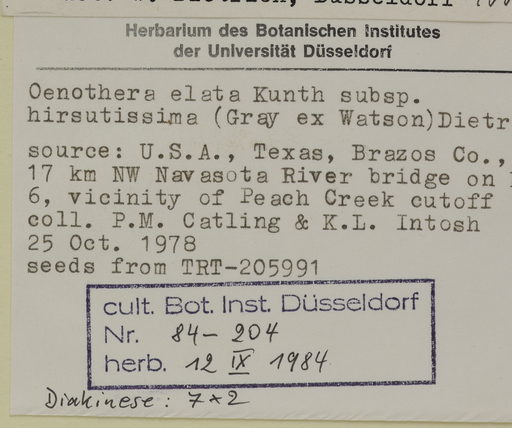 Herbarium des Botanischen Institutes
der Universität Düsseldorf
Oenothera elata Kunth subsp.
hirsutissima (Gray ex Watson)Dietr
source: U.S.A., Texas, Brazos Co.,
17 km NW Navasota River bridge on
6, vicinity of Peach Creek cutoff
coll. P.M. Catling & K.L. Intosh
25 Oct. 1978
seeds from TRT-205991
cult. Bot. Inst. Düsseldorf
Nr. 84-204
herb. 12 IX 1984
Diakinese: 7x2